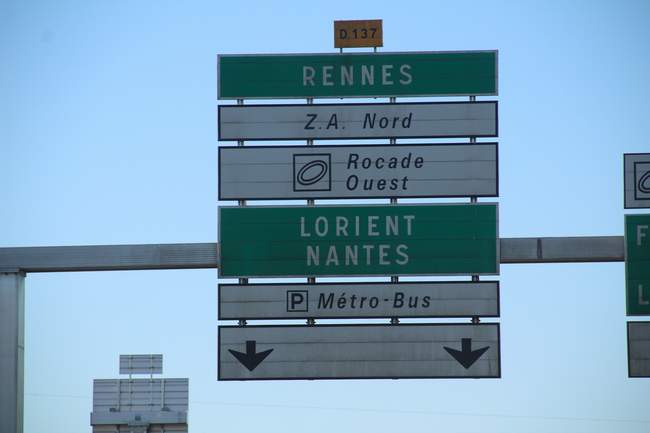 D.137
RENNES
Z.A. Nord
Rocade
Ouest
LORIENT
NANTES
P Métro-Bus
F
L